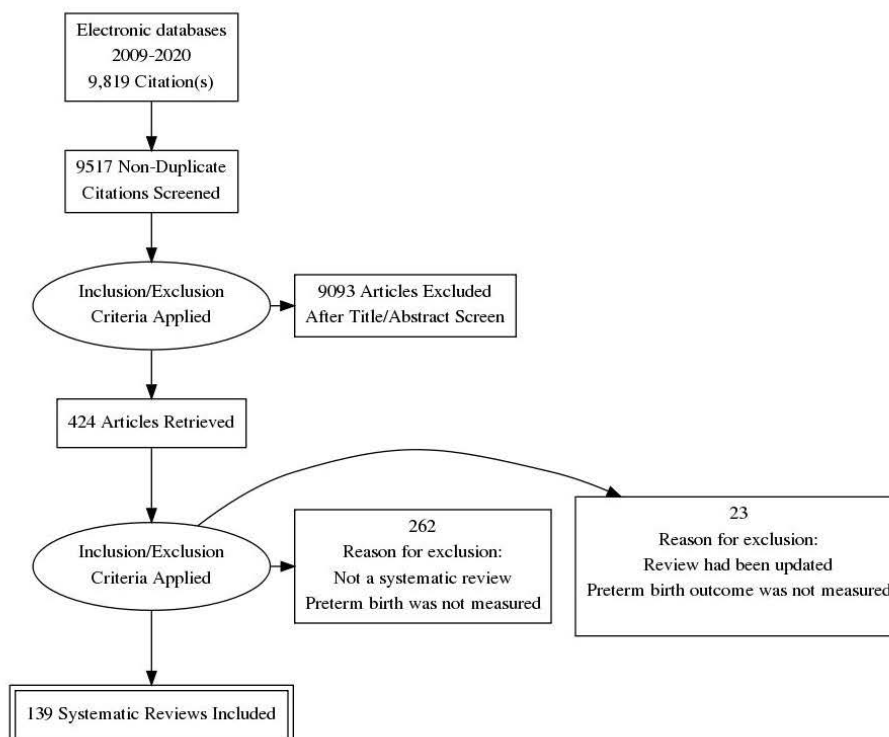 Electronic databases
2009-2020
9,819 Citation(s)
9517 Non-Duplicate
Citations Screened
Inclusion/Exclusion
Criteria Applied
9093 Articles Excluded
After Title/Abstract Screen
424 Articles Retrieved
Inclusion/Exclusion
Criteria Applied
262
Reason for exclusion:
Not a systematic review
Preterm birth was not measured
23
Reason for exclusion:
Review had been updated
Preterm birth outcome was not measured
139 Systematic Reviews Included